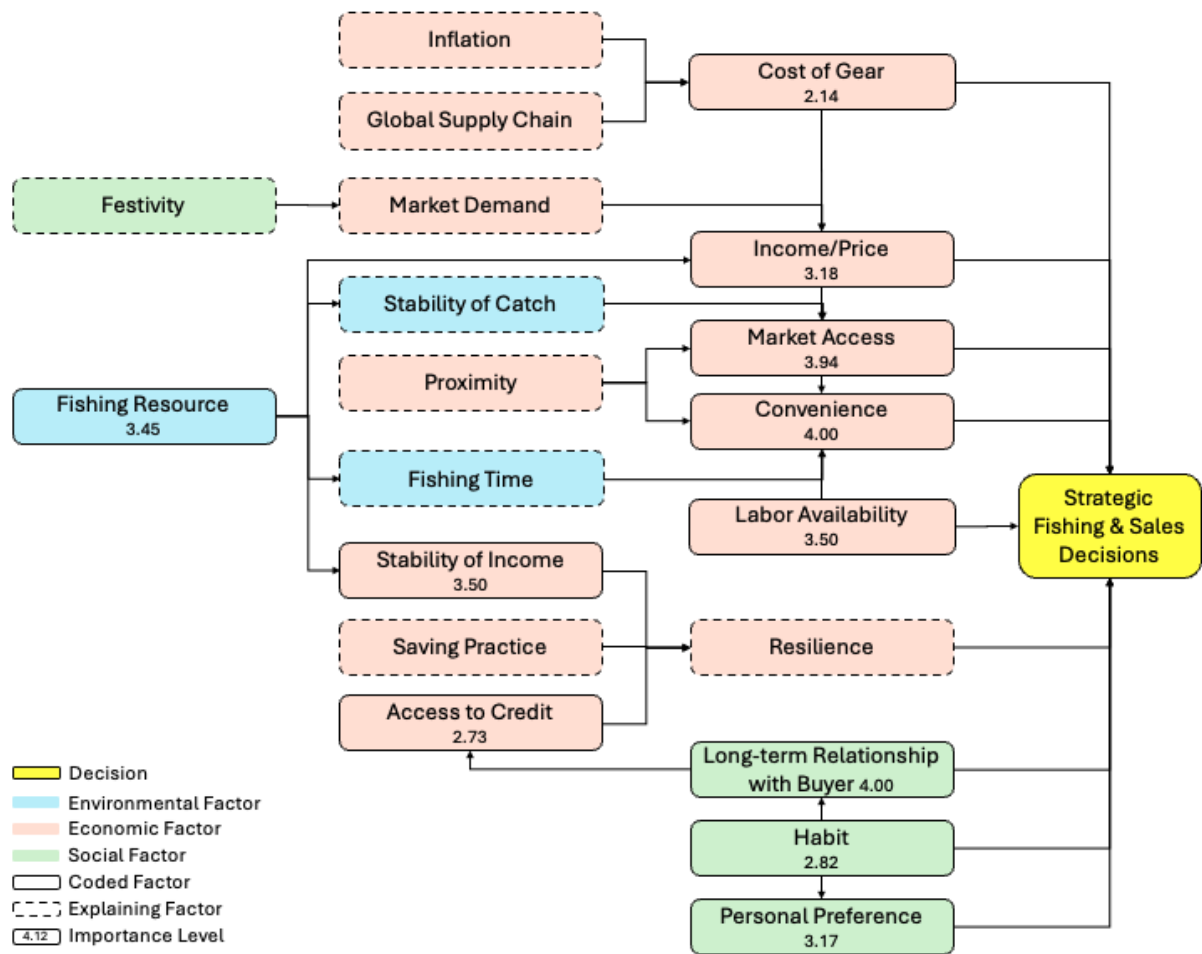 Inflation
Cost of Gear
2.14
Global Supply Chain
Festivity
Market Demand
Income/Price
3.18
Stability of Catch
Market Access
3.94
Proximity
Fishing Resource
3.45
Convenience
4.00
Fishing Time
Labor Availability
3.50
Strategic
Fishing & Sales
Decisions
Stability of Income
3.50
Saving Practice
Resilience
Access to Credit
2.73
Long-term Relationship
with Buyer 4.00
Habit
2.82
Personal Preference
3.17
Decision
Environmental Factor
Economic Factor
Social Factor
Coded Factor
Explaining Factor
4.12 Importance Level